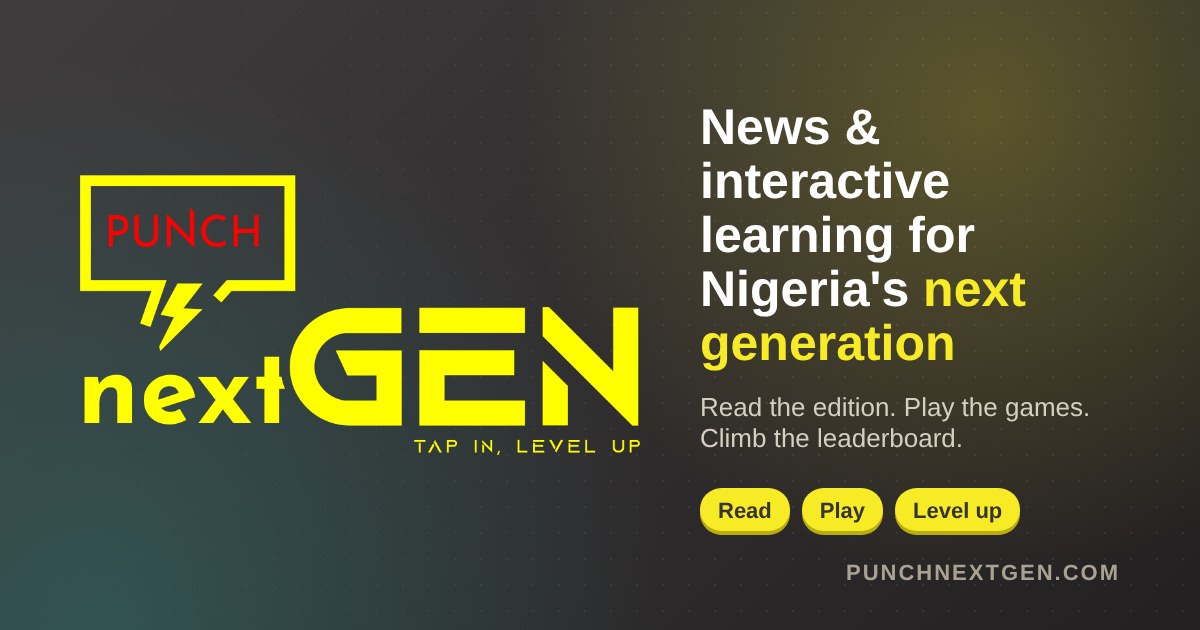 PUNCH
nextGEN
TAP IN, LEVEL UP
News &
interactive
learning for
Nigeria's next
generation
Read the edition. Play the games.
Climb the leaderboard.
Read Play Level up
PUNCHNEXTGEN.COM